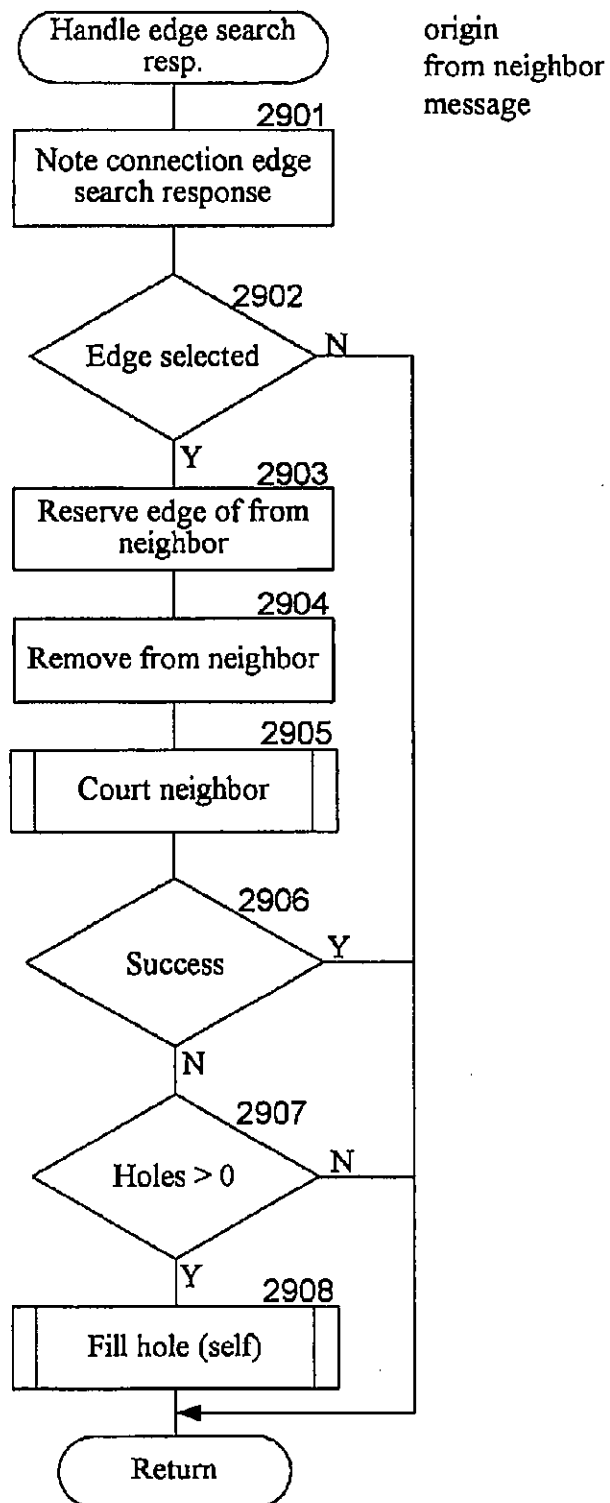 Handle edge search
resp.
origin
from neighbor
message
2901
Note connection edge
search response
2902
Edge selected
N
Y
2903
Reserve edge of from
neighbor
2904
Remove from neighbor
2905
Court neighbor
2906
Success
Y
N
2907
Holes > 0
N
Y
2908
Fill hole (self)
Return